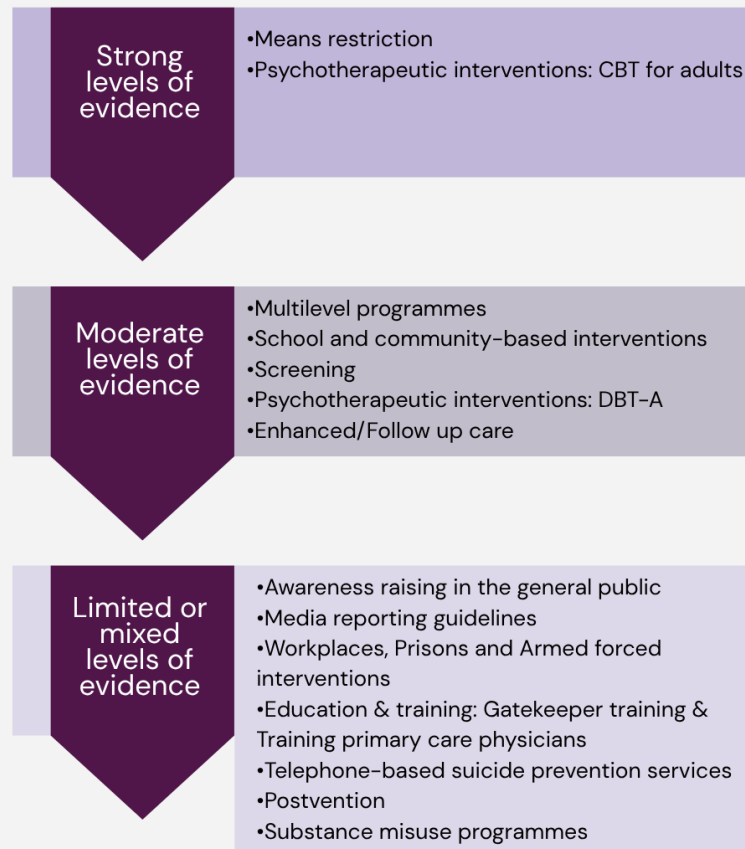 Strong
levels of
evidence
•Means restriction
•Psychotherapeutic interventions: CBT for adults
Moderate
levels of
evidence
•Multilevel programmes
•School and community-based interventions
•Screening
•Psychotherapeutic interventions: DBT-A
•Enhanced/Follow up care
Limited or
mixed
levels of
evidence
•Awareness raising in the general public
•Media reporting guidelines
•Workplaces, Prisons and Armed forced
interventions
•Education & training: Gatekeeper training &
Training primary care physicians
•Telephone-based suicide prevention services
•Postvention
•Substance misuse programmes